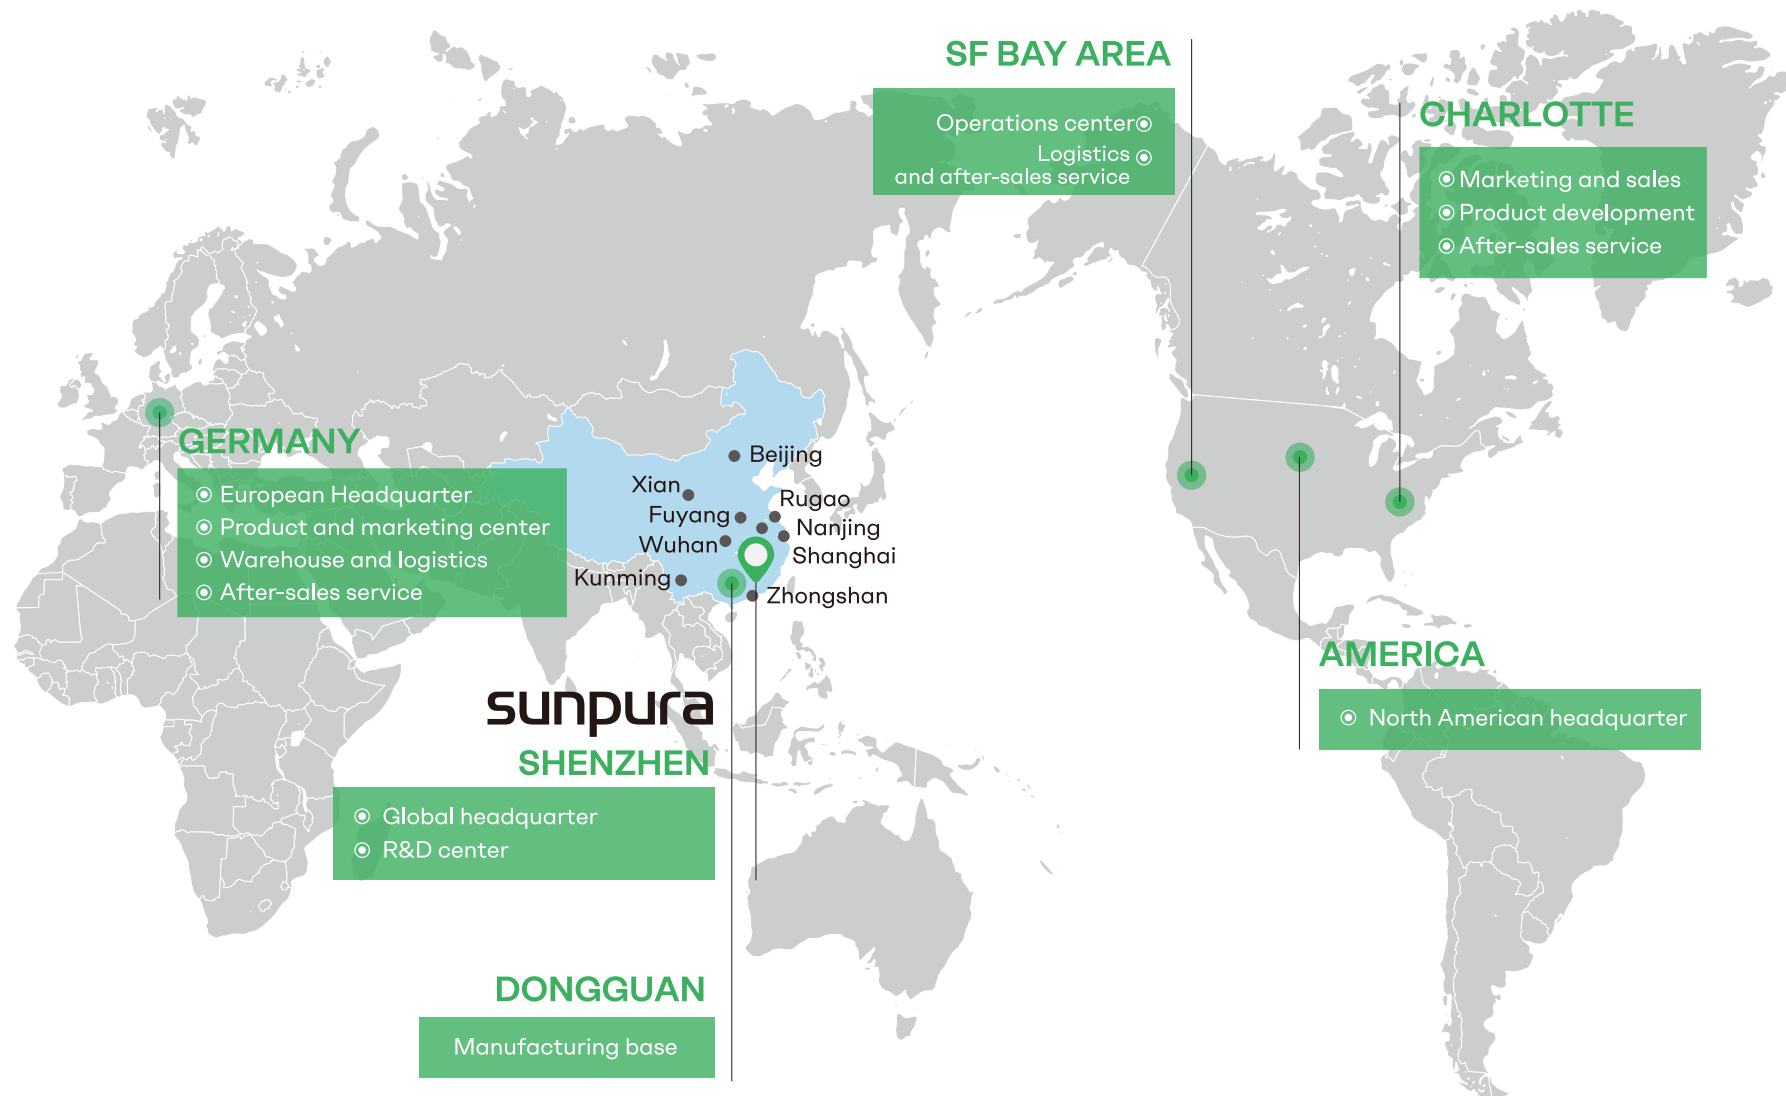 SF BAY AREA
Operations center
Logistics
and after-sales service
CHARLOTTE
Marketing and sales
Product development
After-sales service
GERMANY
European Headquarter
Product and marketing center
Warehouse and logistics
After-sales service
Beijing
Xian
Rugao
Fuyang
Nanjing
Wuhan
Shanghai
Kunming
Zhongshan
AMERICA
North American headquarter
sunpura
SHENZHEN
Global headquarter
R&D center
DONGGUAN
Manufacturing base